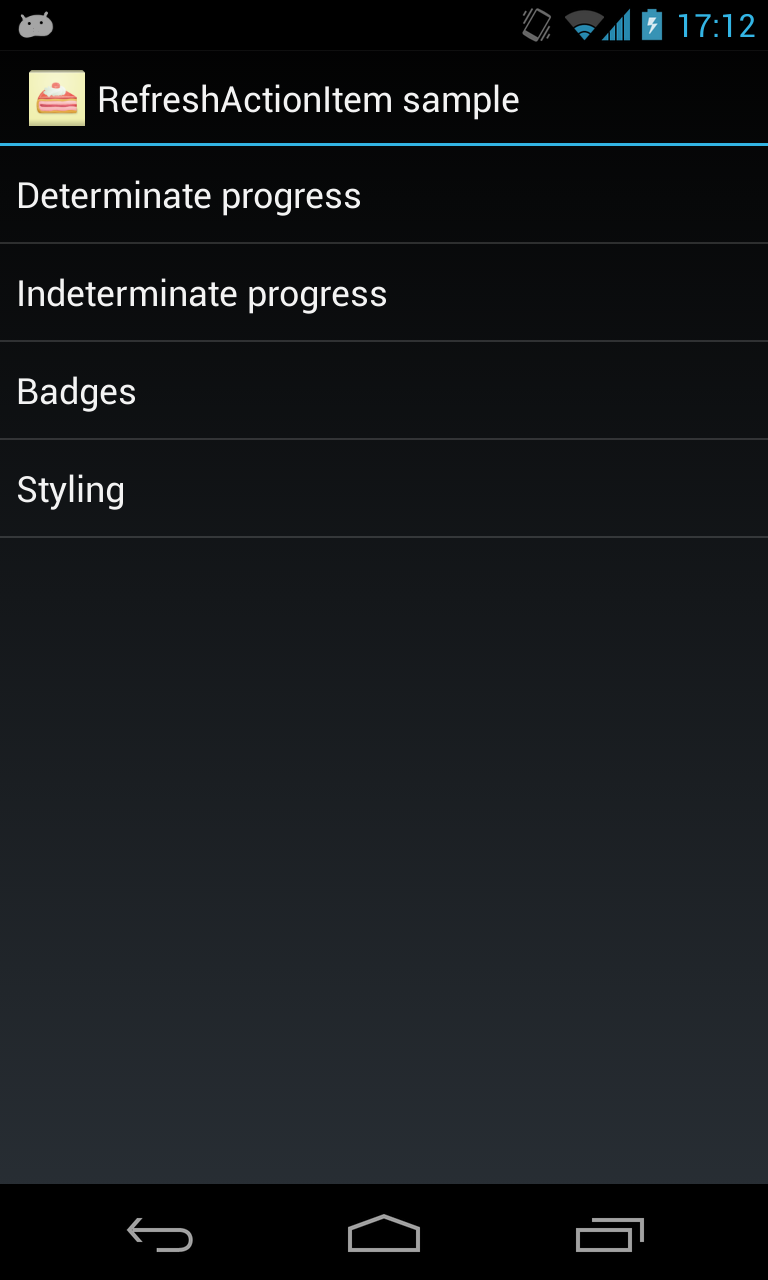 17:12
RefreshActionItem sample
Determinate progress
Indeterminate progress
Badges
Styling